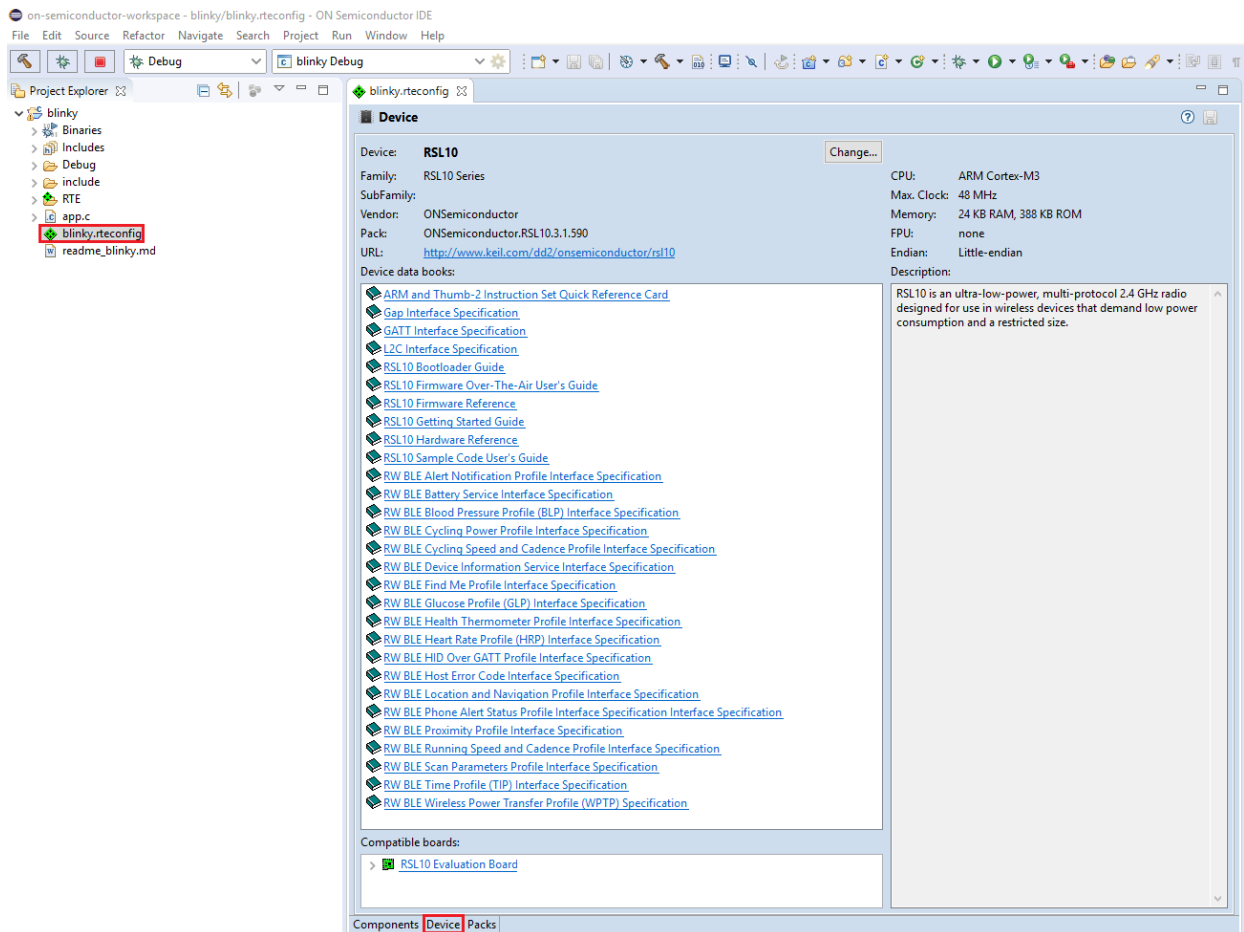 on-semiconductor-workspace - blinky/blinky.rteconfig - ON Semiconductor IDE
File Edit Source Refactor Navigate Search Project Run Window Help
Debug
blinky Debug
Project Explorer
blinky
Binaries
Includes
Debug
include
RTE
app.c
blinky.rteconfig
readme_blinky.md
blinky.rteconfig
Device
Device: RSL10 Change...
Family: RSL10 Series
SubFamily:
Vendor: ONSemiconductor
Pack: ONSemiconductor.RSL10.3.1.590
URL: http://www.keil.com/dd2/onsemiconductor/rsl10
CPU: ARM Cortex-M3
Max. Clock: 48 MHz
Memory: 24 KB RAM, 388 KB ROM
FPU: none
Endian: Little-endian
Device data books:
ARM and Thumb-2 Instruction Set Quick Reference Card
Gap Interface Specification
GATT Interface Specification
L2C Interface Specification
RSL10 Bootloader Guide
RSL10 Firmware Over-The-Air User's Guide
RSL10 Firmware Reference
RSL10 Getting Started Guide
RSL10 Hardware Reference
RSL10 Sample Code User's Guide
RW BLE Alert Notification Profile Interface Specification
RW BLE Battery Service Interface Specification
RW BLE Blood Pressure Profile (BLP) Interface Specification
RW BLE Cycling Power Profile Interface Specification
RW BLE Cycling Speed and Cadence Profile Interface Specification
RW BLE Device Information Service Interface Specification
RW BLE Find Me Profile Interface Specification
RW BLE Glucose Profile (GLP) Interface Specification
RW BLE Health Thermometer Profile Interface Specification
RW BLE Heart Rate Profile (HRP) Interface Specification
RW BLE HID Over GATT Profile Interface Specification
RW BLE Host Error Code Interface Specification
RW BLE Location and Navigation Profile Interface Specification
RW BLE Phone Alert Status Profile Interface Specification Interface Specification
RW BLE Proximity Profile Interface Specification
RW BLE Running Speed and Cadence Profile Interface Specification
RW BLE Scan Parameters Profile Interface Specification
RW BLE Time Profile (TIP) Interface Specification
RW BLE Wireless Power Transfer Profile (WPTP) Specification
Description:
RSL10 is an ultra-low-power, multi-protocol 2.4 GHz radio
designed for use in wireless devices that demand low power
consumption and a restricted size.
Compatible boards:
RSL10 Evaluation Board
Components Device Packs